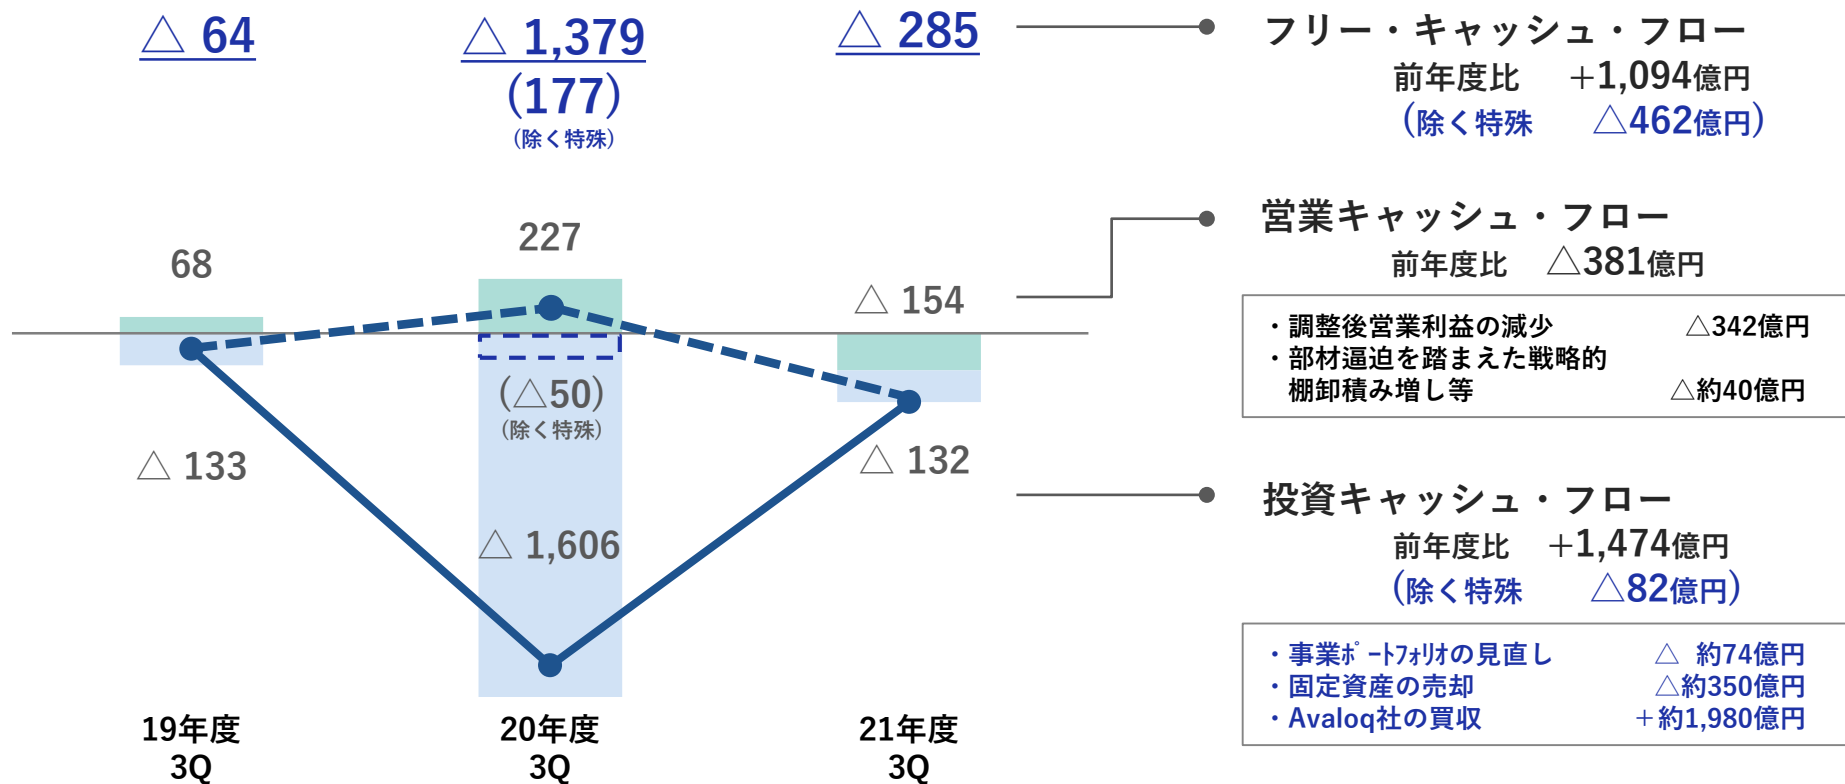 △ 64
△ 1,379
(177)
(除く特殊)
△ 285
フリー・キャッシュ・フロー
前年度比 +1,094億円
(除く特殊 △462億円)
68
227
△ 154
営業キャッシュ・フロー
前年度比 △381億円
・調整後営業利益の減少 △342億円
・部材逼迫を踏まえた戦略的
棚卸積み増し等 △約40億円
(△50)
(除く特殊)
△ 133
△ 1,606
△ 132
投資キャッシュ・フロー
前年度比 +1,474億円
(除く特殊 △82億円)
・事業ﾎﾟｰﾄﾌｫﾘｵの見直し △ 約74億円
・固定資産の売却 △約350億円
・Avaloq社の買収 +約1,980億円
19年度
3Q
20年度
3Q
21年度
3Q